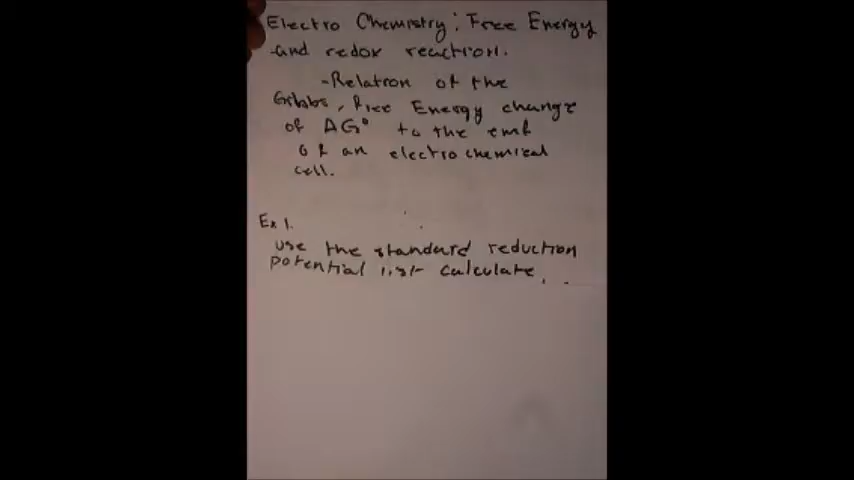 Electro Chemistry: Free Energy
and redox reaction.
-Relation of the
Gibbs, Free Energy change
of ΔG° to the emf
of an electrochemical
cell.
Ex 1.
use the standard reduction
potential list calculate, ..